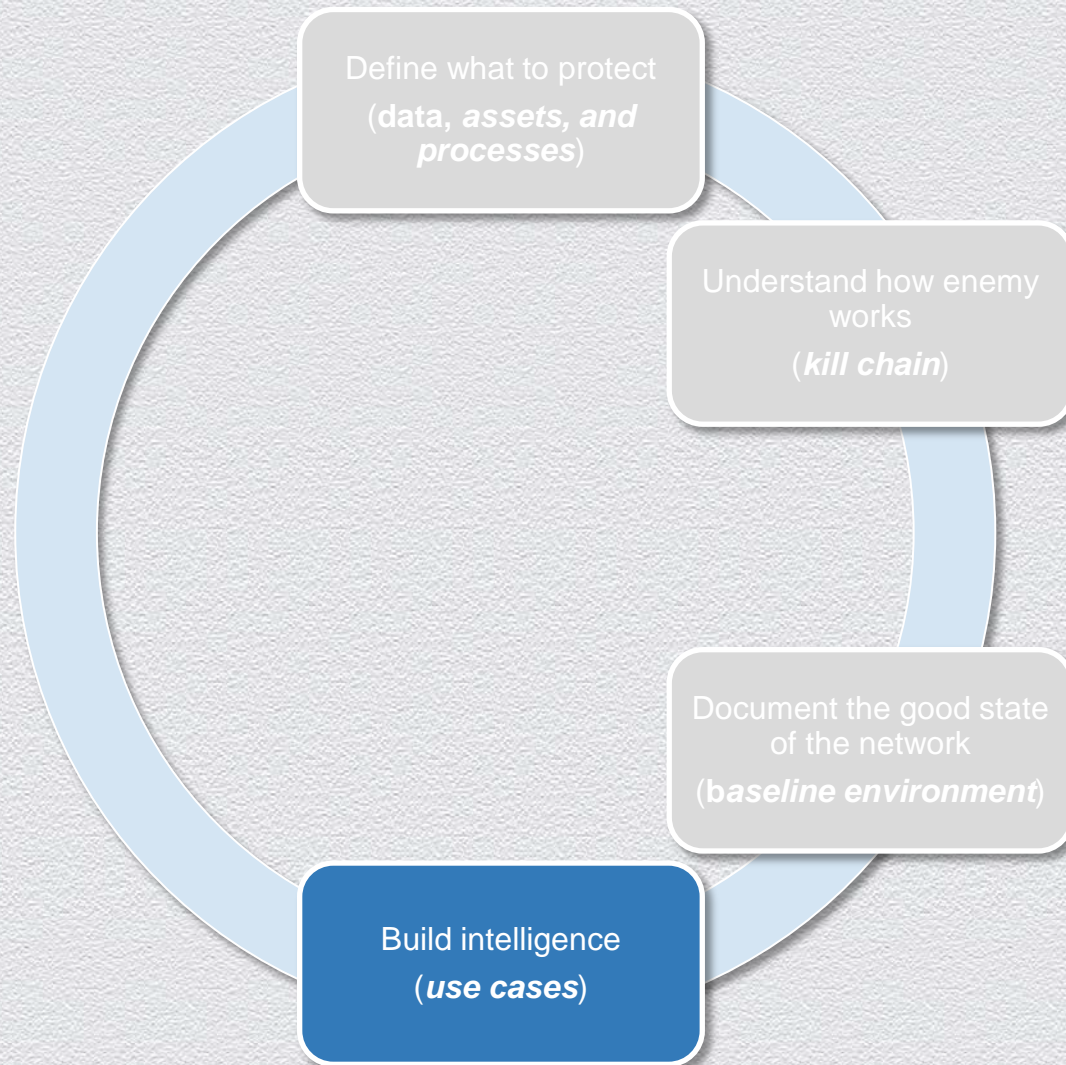 Define what to protect
(data, assets, and
processes)
Understand how enemy
works
(kill chain)
Document the good state
of the network
(baseline environment)
Build intelligence
(use cases)